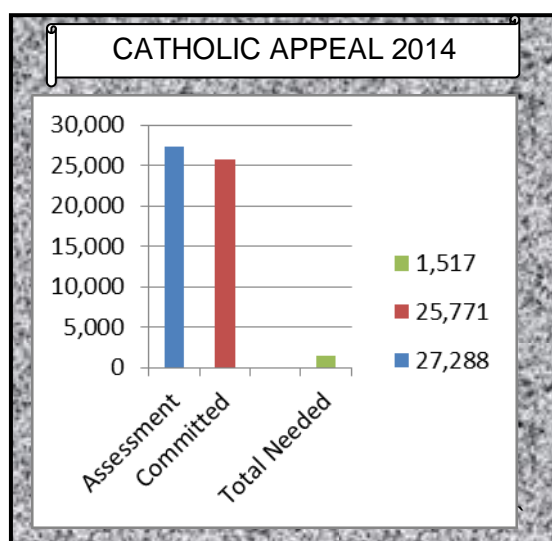 CATHOLIC APPEAL 2014
30,000
25,000
20,000
15,000
10,000
5,000
0
Assessment
Committed
Total Needed
1,517
25,771
27,288